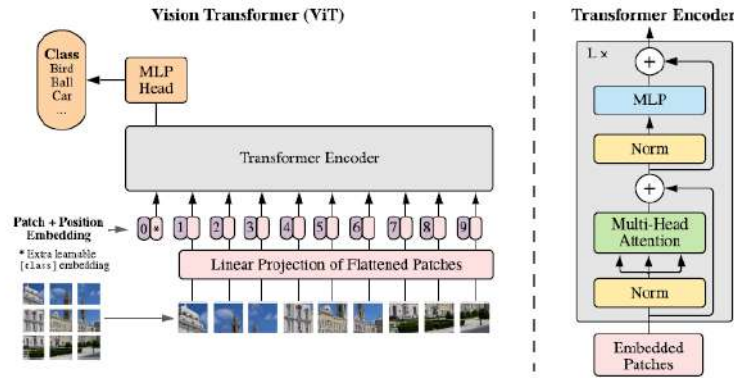 Vision Transformer (ViT)
Class
Bird
Ball
Car
...
MLP
Head
Transformer Encoder
Patch + Position
Embedding
* Extra learnable
[class] embedding
0 * 1 2 3 4 5 6 7 8 9
Linear Projection of Flattened Patches
Transformer Encoder
L ×
+
MLP
Norm
+
Multi-Head
Attention
Norm
Embedded
Patches